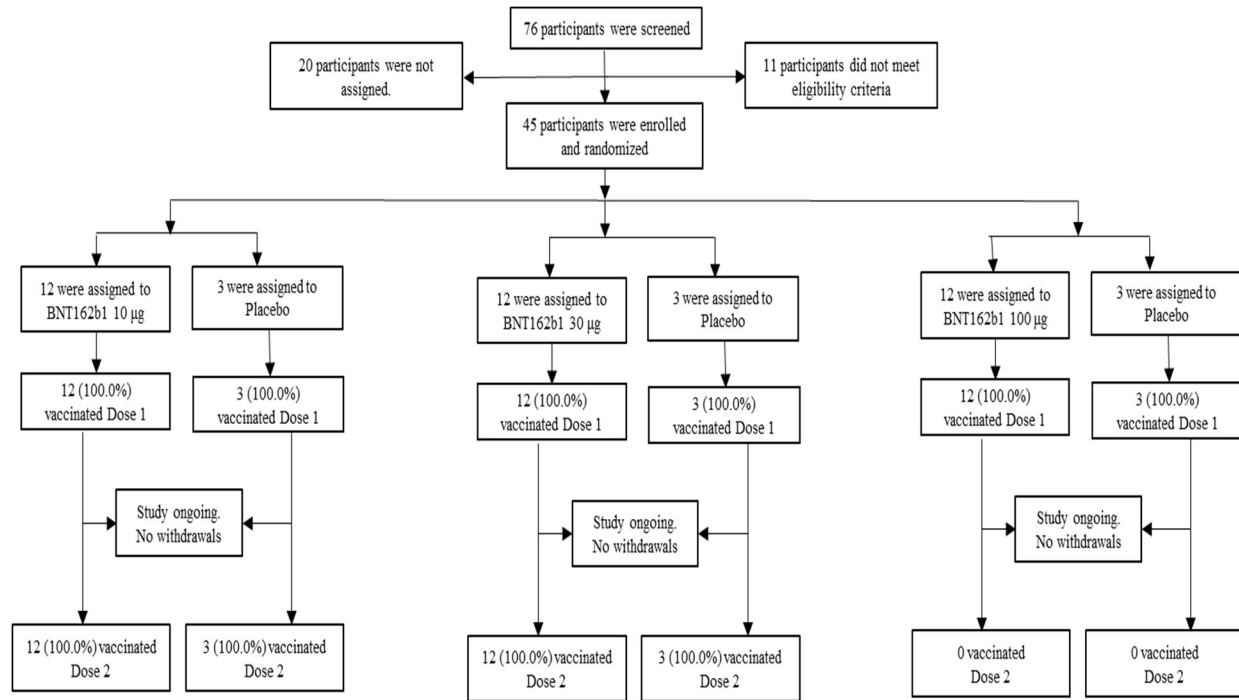 76 participants were screened
20 participants were not
assigned.
11 participants did not meet
eligibility criteria
45 participants were enrolled
and randomized
12 were assigned to
BNT162b1 10 µg
3 were assigned to
Placebo
12 were assigned to
BNT162b1 30 µg
3 were assigned to
Placebo
12 were assigned to
BNT162b1 100 µg
3 were assigned to
Placebo
12 (100.0%)
vaccinated Dose 1
3 (100.0%)
vaccinated Dose 1
12 (100.0%)
vaccinated Dose 1
3 (100.0%)
vaccinated Dose 1
12 (100.0%)
vaccinated Dose 1
3 (100.0%)
vaccinated Dose 1
Study ongoing.
No withdrawals
Study ongoing.
No withdrawals
Study ongoing.
No withdrawals
12 (100.0%) vaccinated
Dose 2
3 (100.0%) vaccinated
Dose 2
12 (100.0%) vaccinated
Dose 2
3 (100.0%) vaccinated
Dose 2
0 vaccinated
Dose 2
0 vaccinated
Dose 2